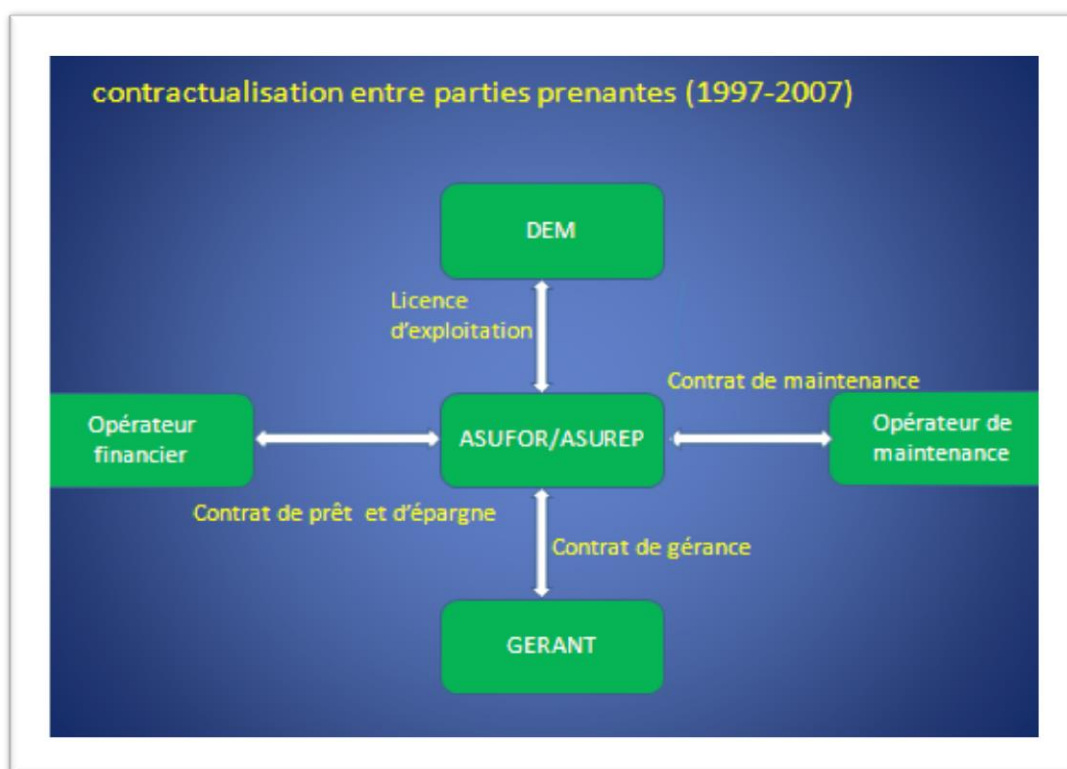 contractualisation entre parties prenantes (1997-2007)
DEM
Licence
d'exploitation
Contrat de maintenance
Opérateur
financier
ASUFOR/ASUREP
Opérateur de
maintenance
Contrat de prêt et d'épargne
Contrat de gérance
GERANT